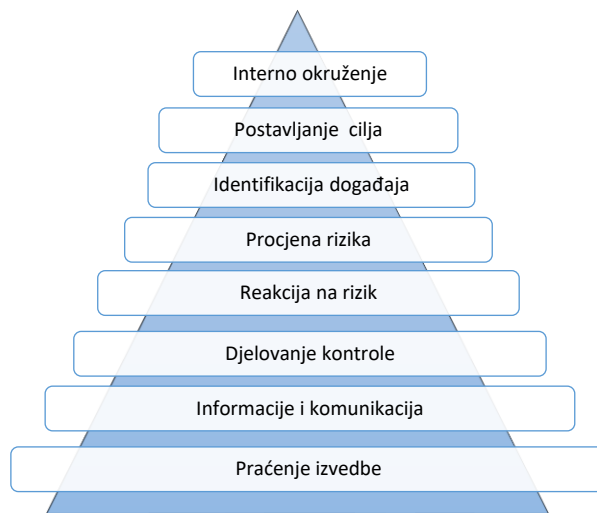 Interno okruženje
Postavljanje  cilja
Identifikacija događaja
Procjena rizika
Reakcija na rizik
Djelovanje kontrole
Informacije i komunikacija
Praćenje izvedbe